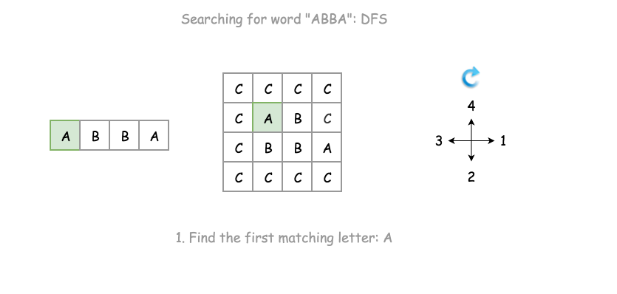 Searching for word "ABBA": DFS
C C C C
4
C A B C
A B B A
3 1
C B B A
2
C C C C
1. Find the first matching letter: A